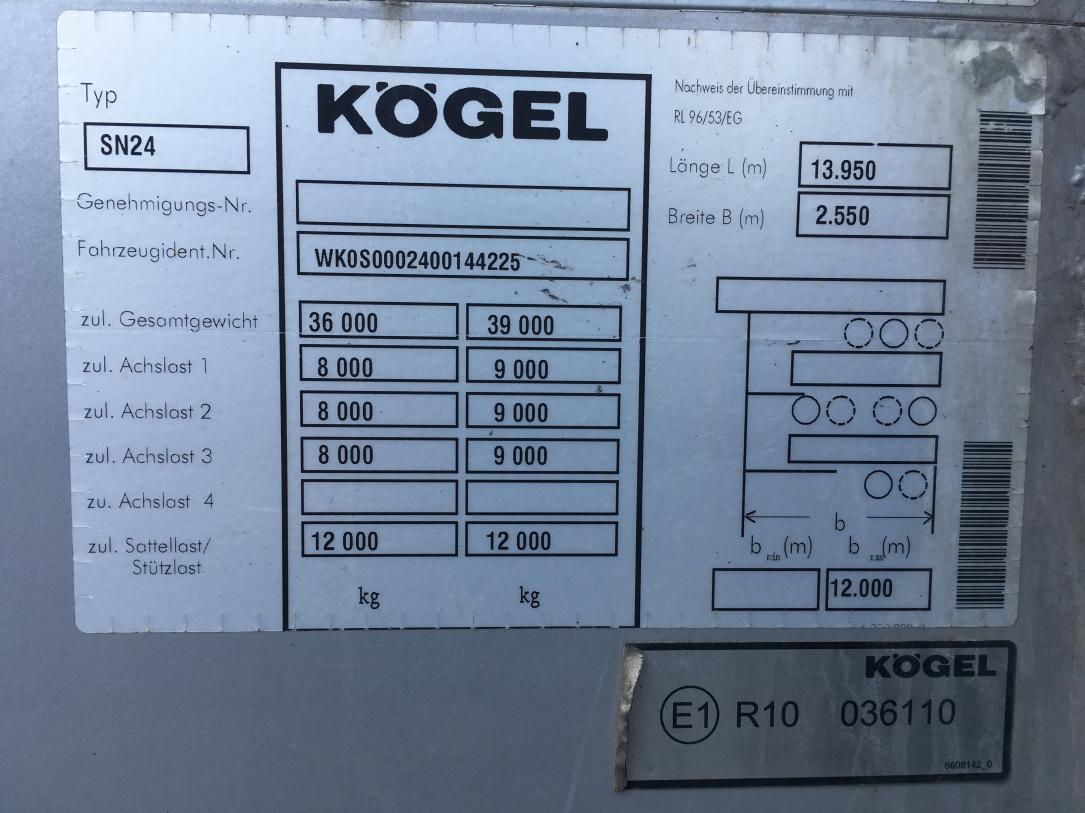 Typ
SN24
KÖGEL
Genehmigungs-Nr.
Fahrzeugident.Nr. WK0S0002400144225
zul. Gesamtgewicht 36 000 39 000
zul. Achslast 1 8 000 9 000
zul. Achslast 2 8 000 9 000
zul. Achslast 3 8 000 9 000
zu. Achslast 4
zul. Sattellast/ 12 000 12 000
Stützlast
kg kg
Nachweis der Übereinstimmung mit
RL 96/53/EG
Länge L (m) 13.950
Breite B (m) 2.550
b
b min (m) b max (m)
12.000
KÖGEL
E1 R10 036110
6608142_0